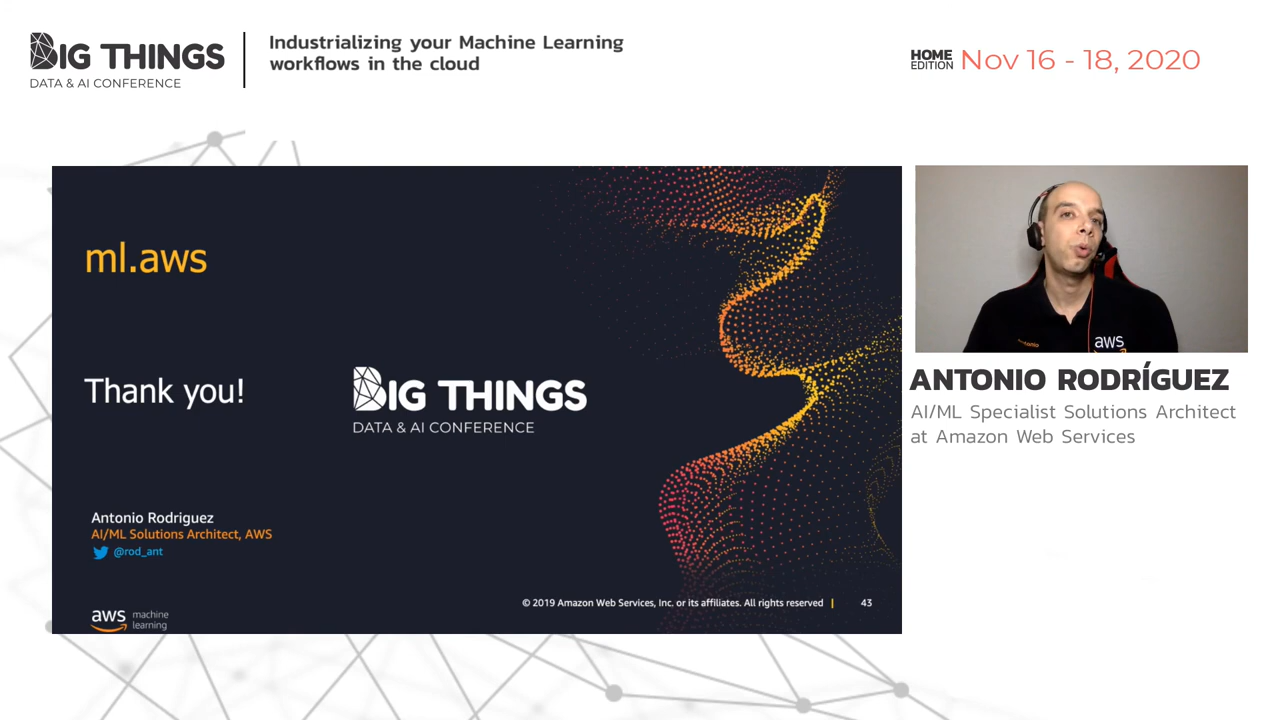 BIG THINGS
DATA & AI CONFERENCE
Industrializing your Machine Learning
workflows in the cloud
HOME
EDITION
Nov 16 - 18, 2020
ml.aws
Thank you!
BIG THINGS
DATA & AI CONFERENCE
Antonio Rodriguez
AI/ML Solutions Architect, AWS
@rod_ant
aws machine
learning
© 2019 Amazon Web Services, Inc. or its affiliates. All rights reserved | 43
aws
ANTONIO RODRÍGUEZ
AI/ML Specialist Solutions Architect
at Amazon Web Services